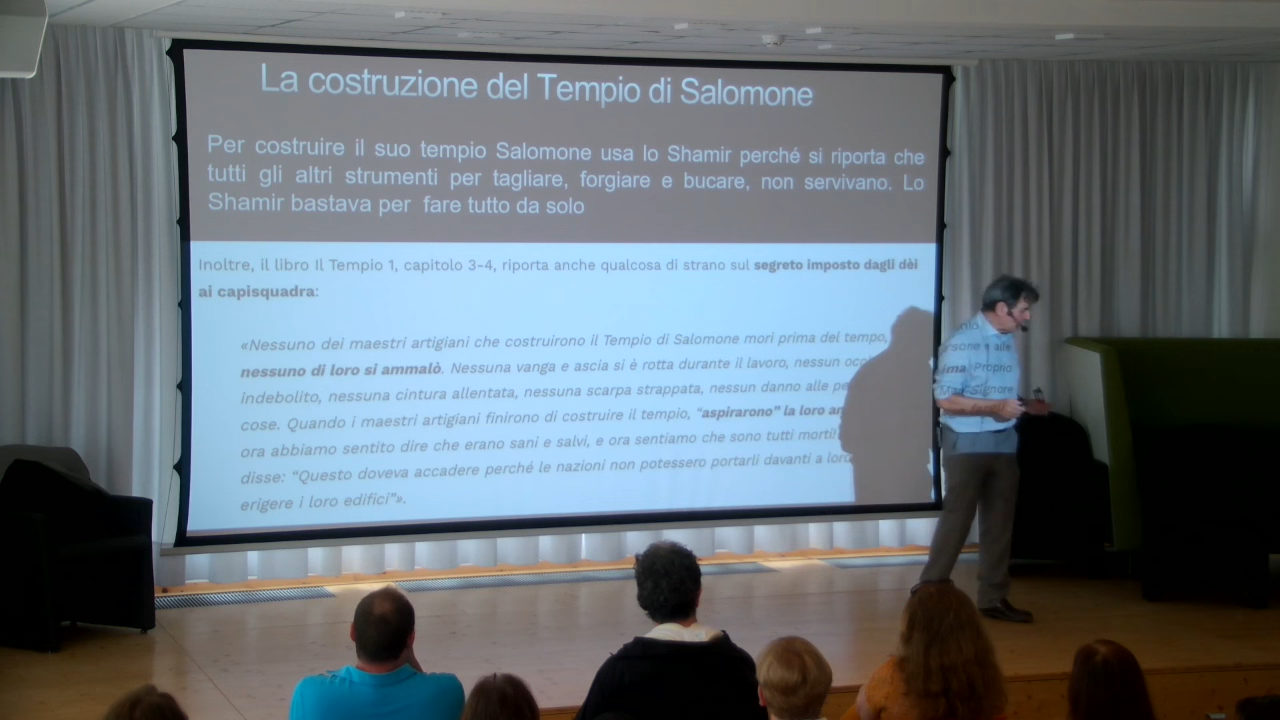 La costruzione del Tempio di Salomone
Per costruire il suo tempio Salomone usa lo Shamir perché si riporta che
tutti gli altri strumenti per tagliare, forgiare e bucare, non servivano. Lo
Shamir bastava per fare tutto da solo
Inoltre, il libro Il Tempio 1, capitolo 3-4, riporta anche qualcosa di strano sul segreto imposto dagli dèi
ai capisquadra:
«Nessuno dei maestri artigiani che costruirono il Tempio di Salomone morì prima del tempo,
nessuno di loro si ammalò. Nessuna vanga e ascia si è rotta durante il lavoro, nessun
indebolito, nessuna cintura allentata, nessuna scarpa strappata, nessun danno alle
cose. Quando i maestri artigiani finirono di costruire il tempio, "aspirarono" la loro
ora abbiamo sentito dire che erano sani e salvi, e ora sentiamo che sono tutti morti!
disse: "Questo doveva accadere perché le nazioni non potessero portarli davanti a loro
erigere i loro edifici"».